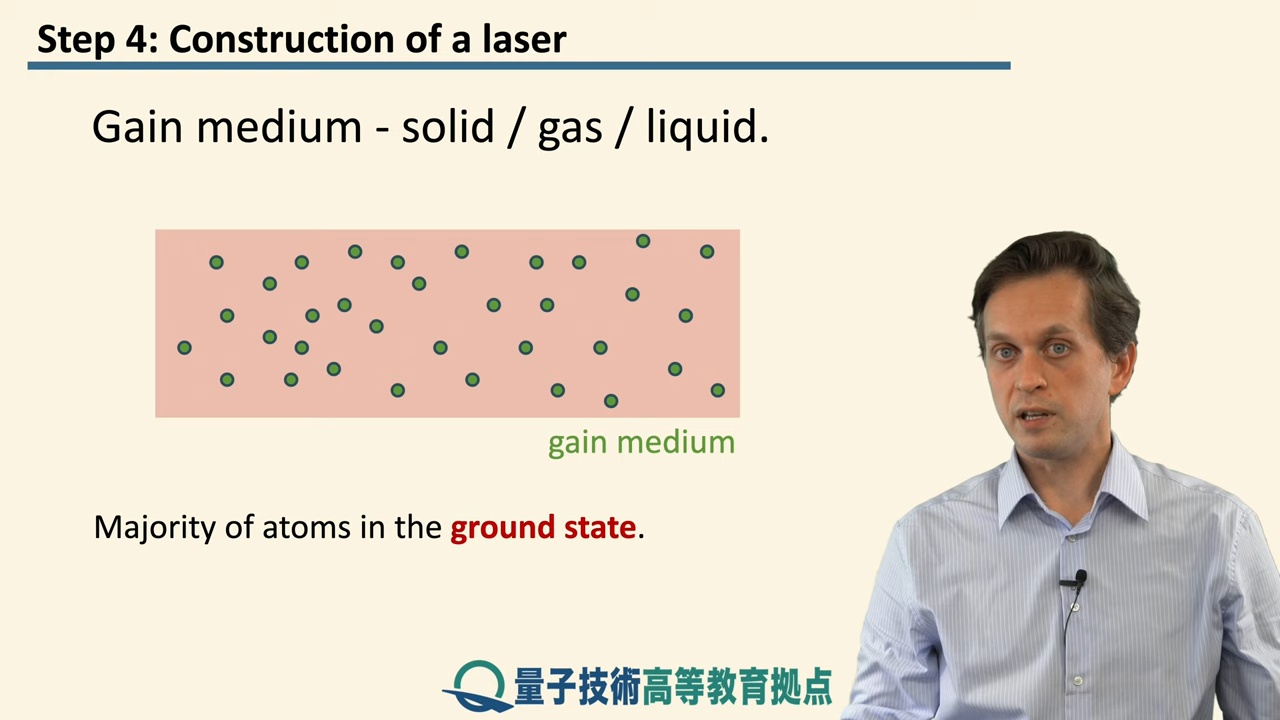 Step 4: Construction of a laser
Gain medium - solid / gas / liquid.
gain medium
Majority of atoms in the ground state.
量子技術高等教育拠点